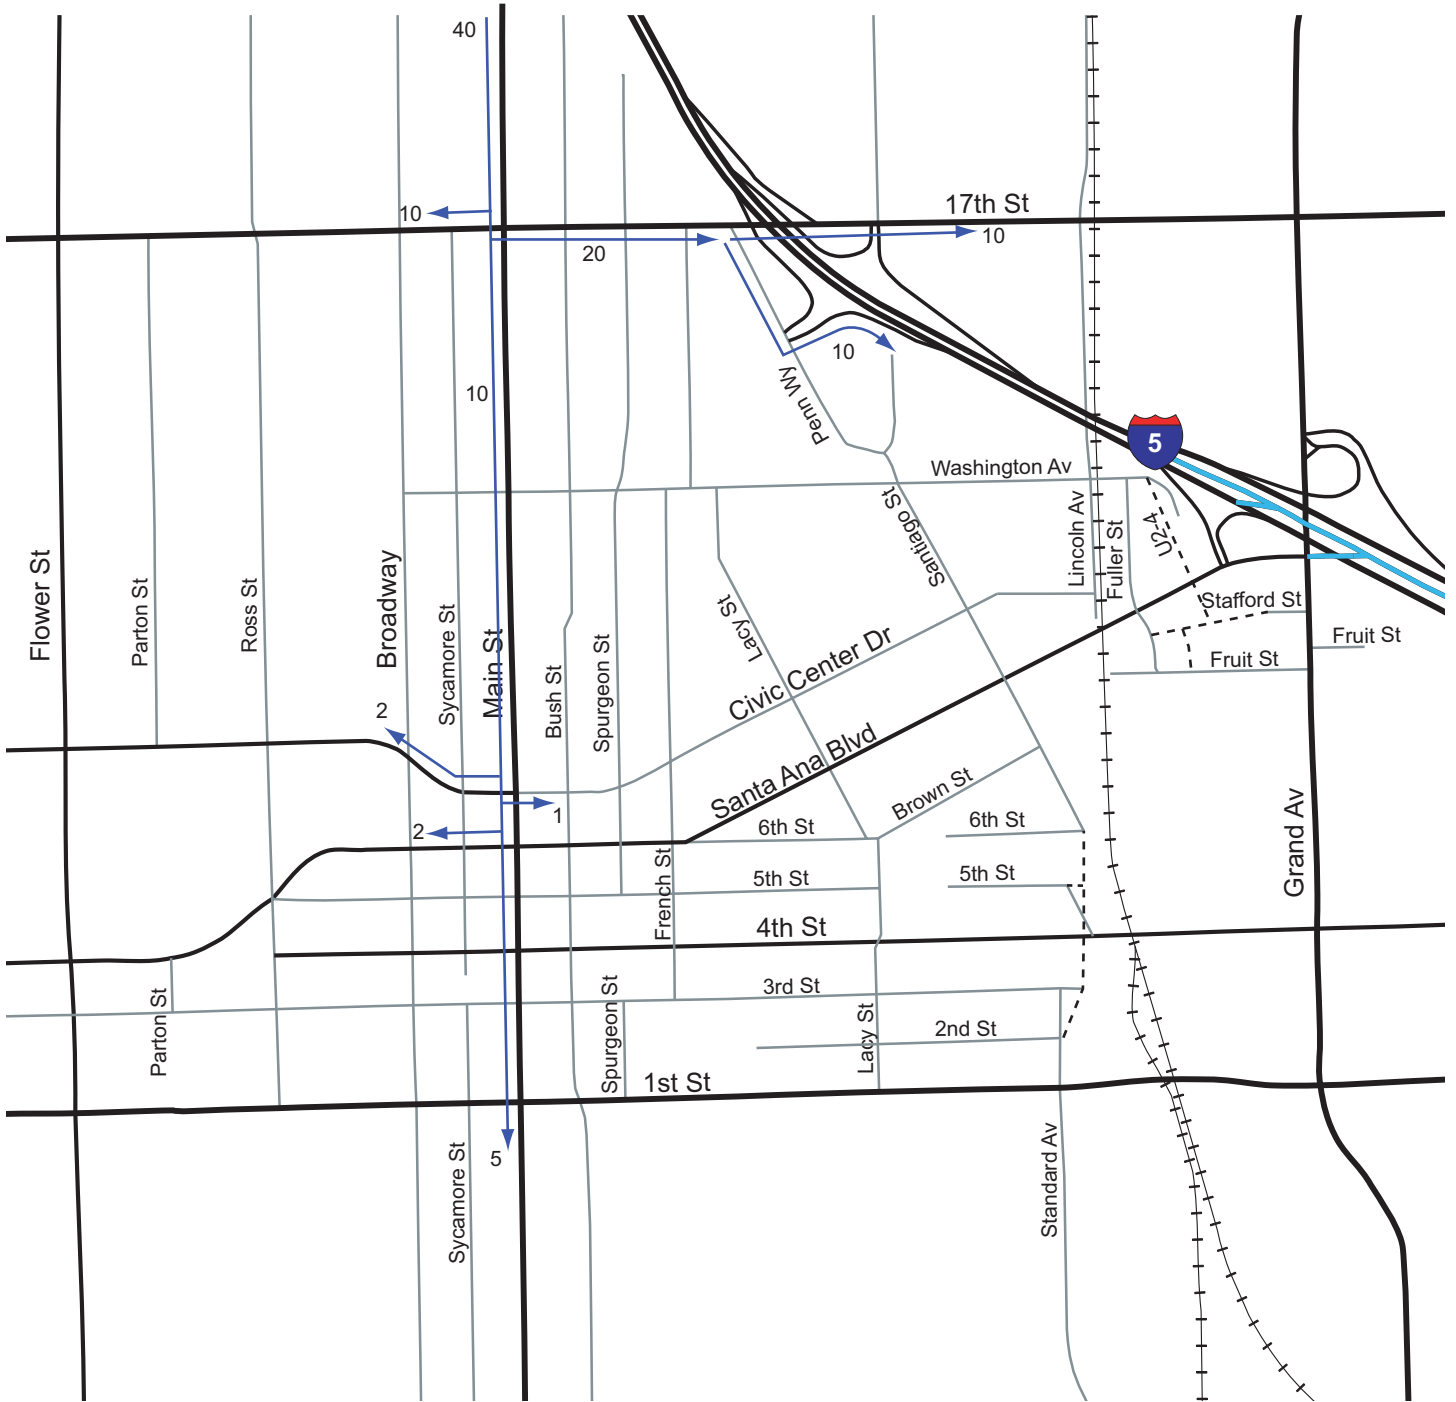 40
17th St
10
10
20
10
10
Penn Wy
5
Washington Av
Santiago St
Lincoln Av
Fuller St
U2-4
Flower St
Parton St
Ross St
Broadway
Sycamore St
Main St
Bush St
Spurgeon St
Lacy St
Civic Center Dr
Stafford St
Fruit St
Fruit St
2
Santa Ana Blvd
Brown St
1
2
6th St
6th St
French St
5th St
5th St
Grand Av
4th St
Parton St
Spurgeon St
3rd St
Lacy St
2nd St
1st St
5
Sycamore St
Standard Av